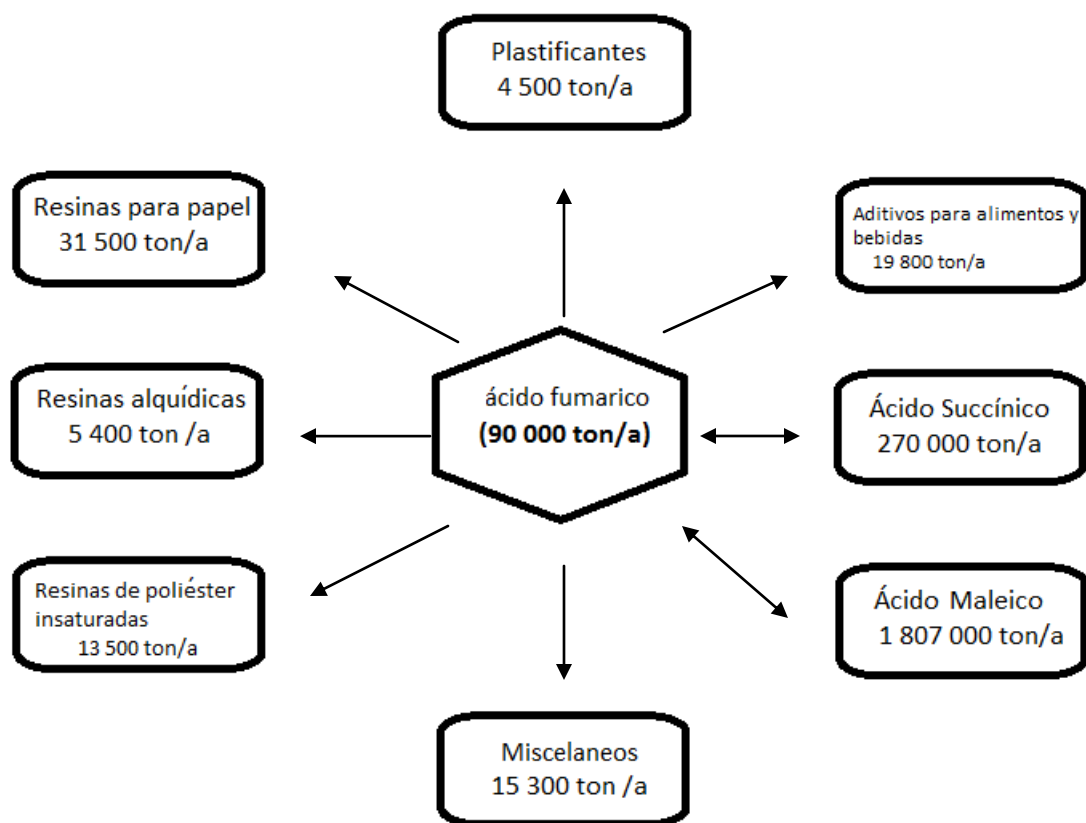 Plastificantes
4 500 ton/a
Resinas para papel
31 500 ton/a
Aditivos para alimentos y
bebidas
19 800 ton/a
Resinas alquídicas
5 400 ton /a
ácido fumarico
(90 000 ton/a)
Ácido Succínico
270 000 ton/a
Resinas de poliéster
insaturadas
13 500 ton/a
Ácido Maleico
1 807 000 ton/a
Miscelaneos
15 300 ton /a